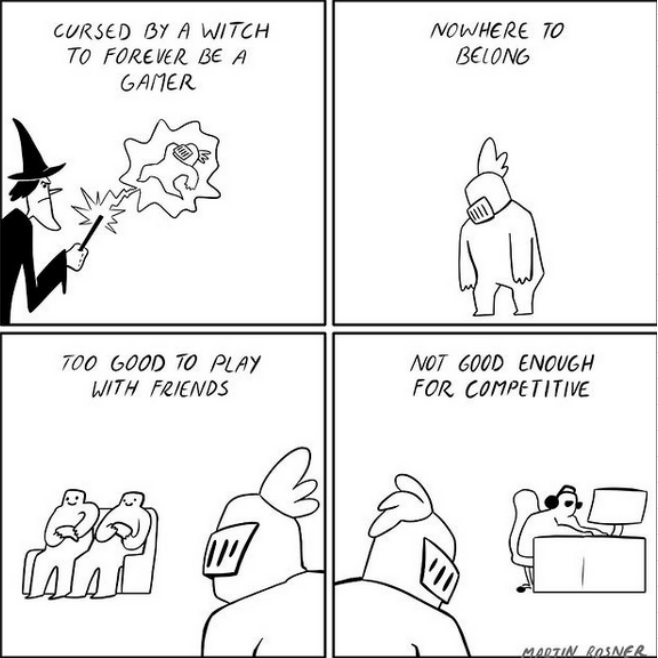 CURSED BY A WITCH
TO FOREVER BE A
GAMER
NOWHERE TO
BELONG
TOO GOOD TO PLAY
WITH FRIENDS
NOT GOOD ENOUGH
FOR COMPETITIVE
MARTIN ROSNER